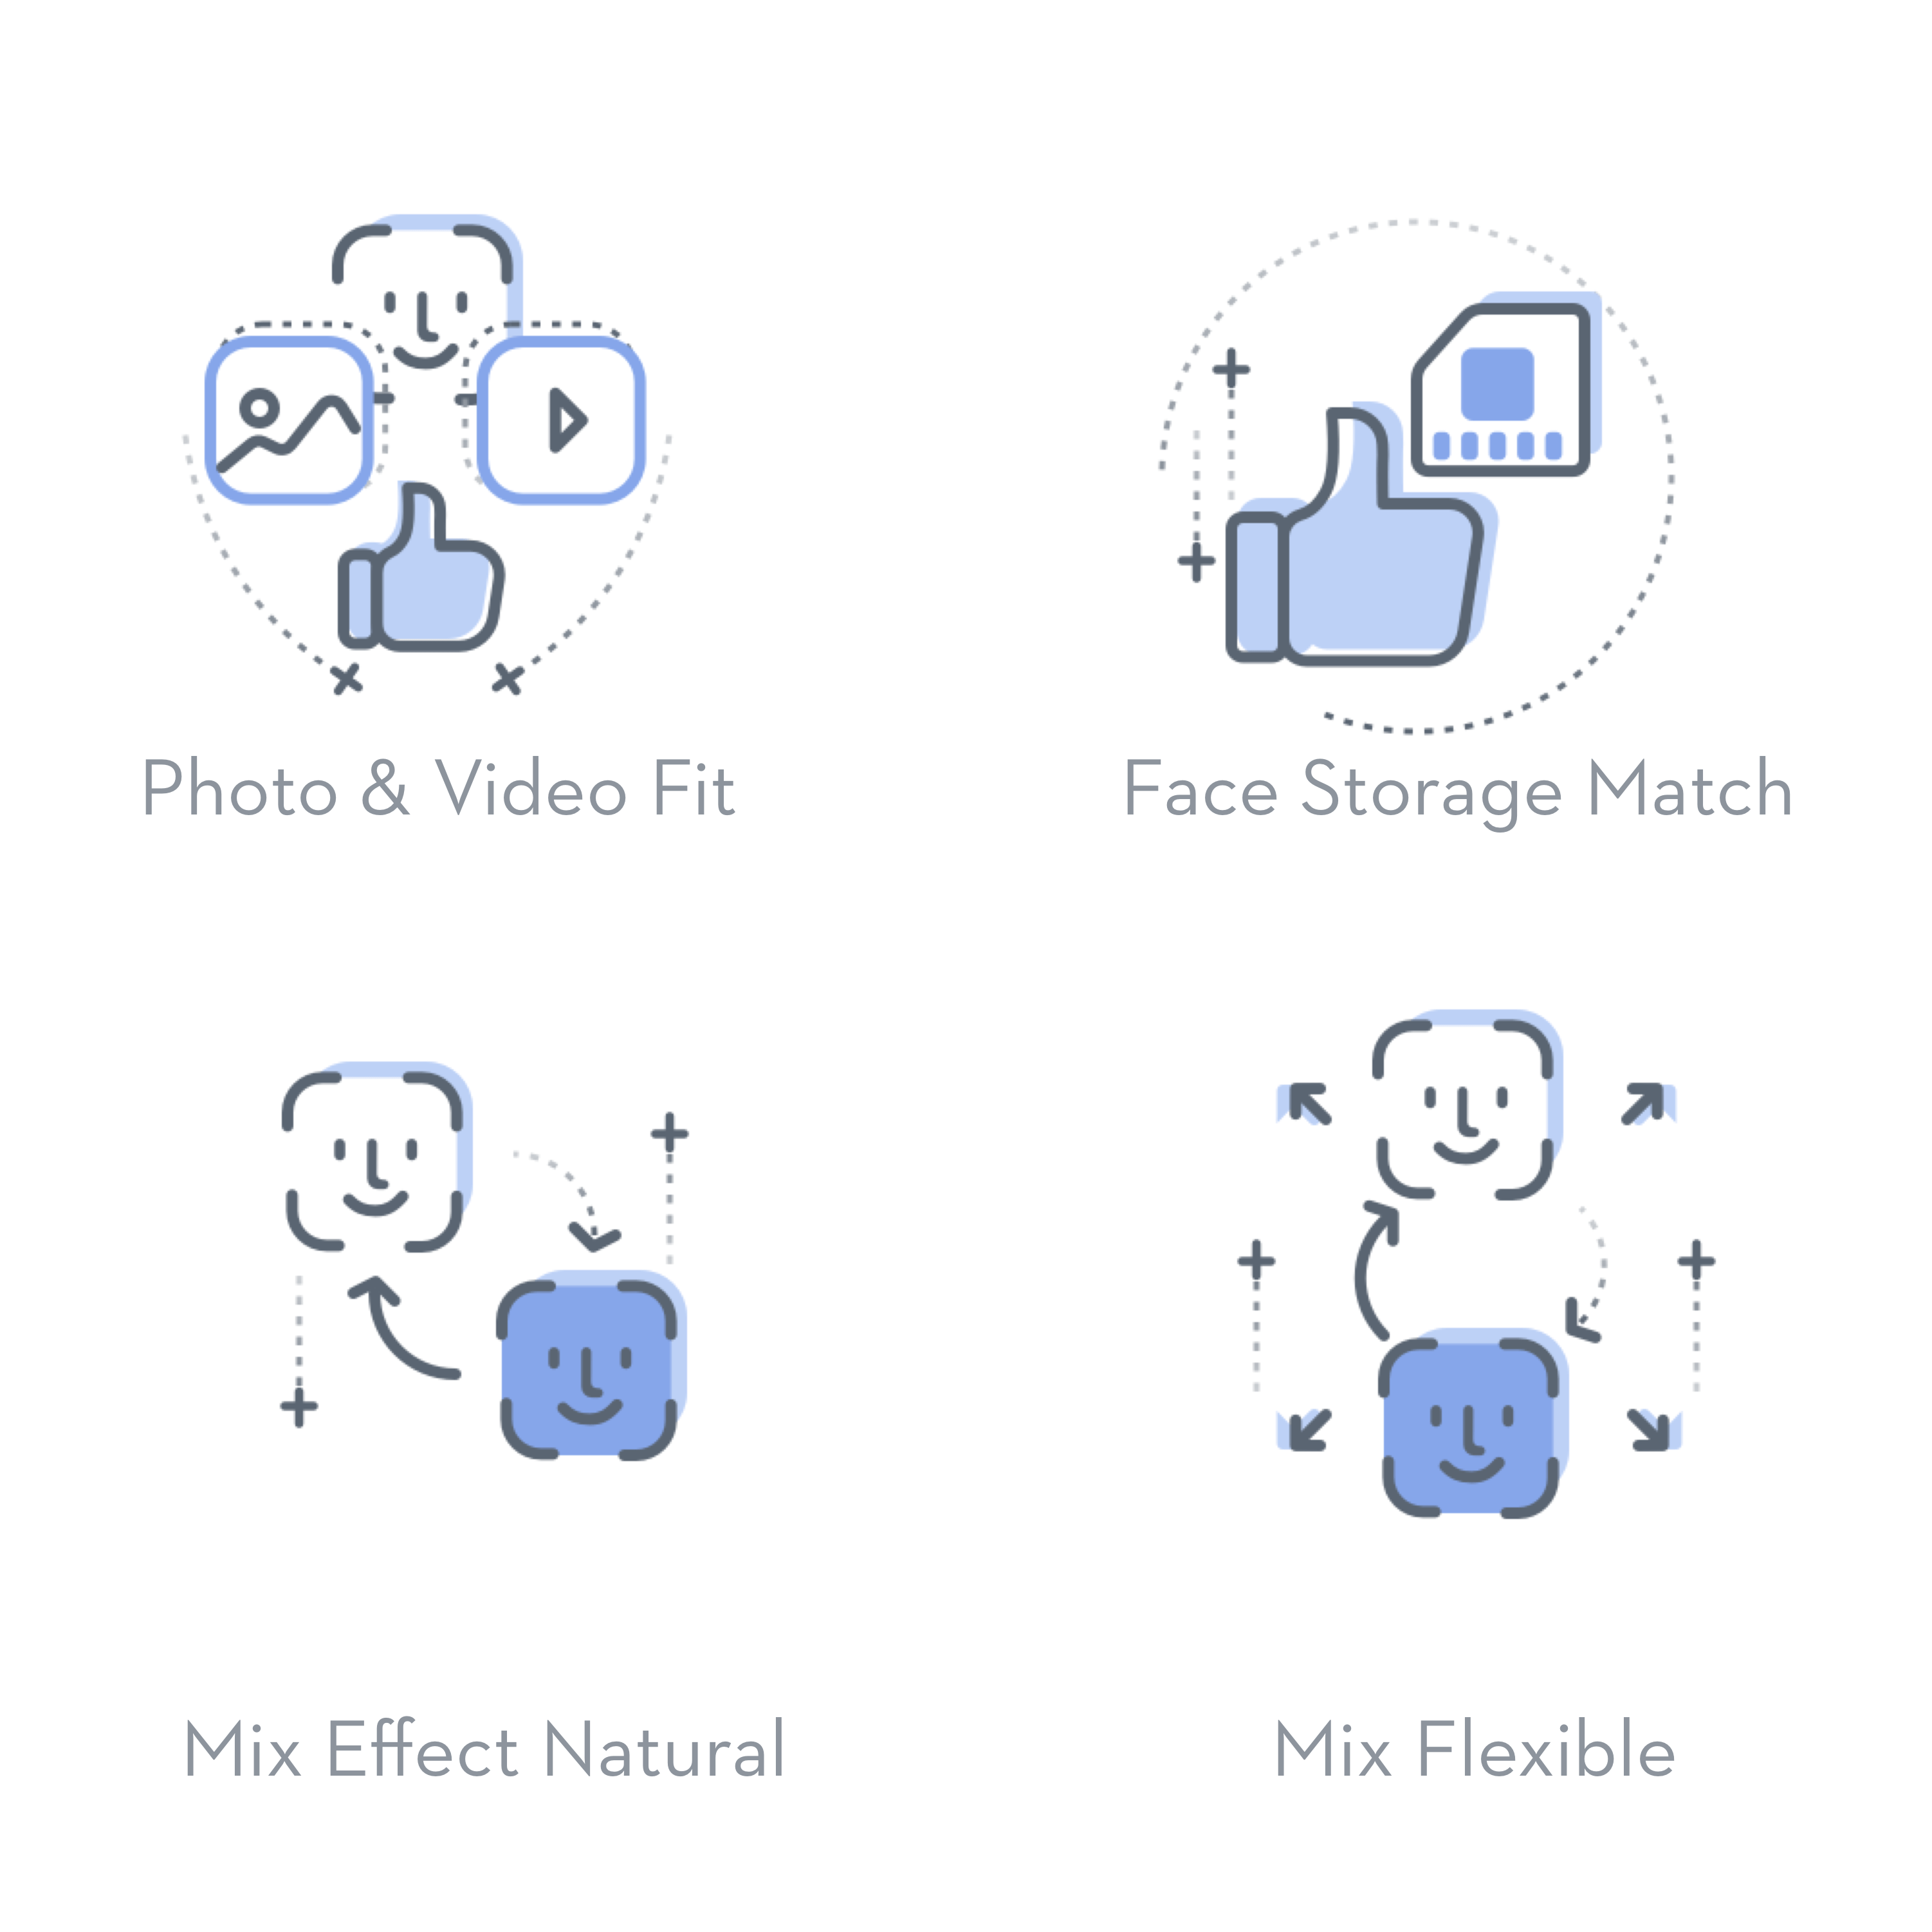 Photo & Video Fit
Face Storage Match
Mix Effect Natural
Mix Flexible